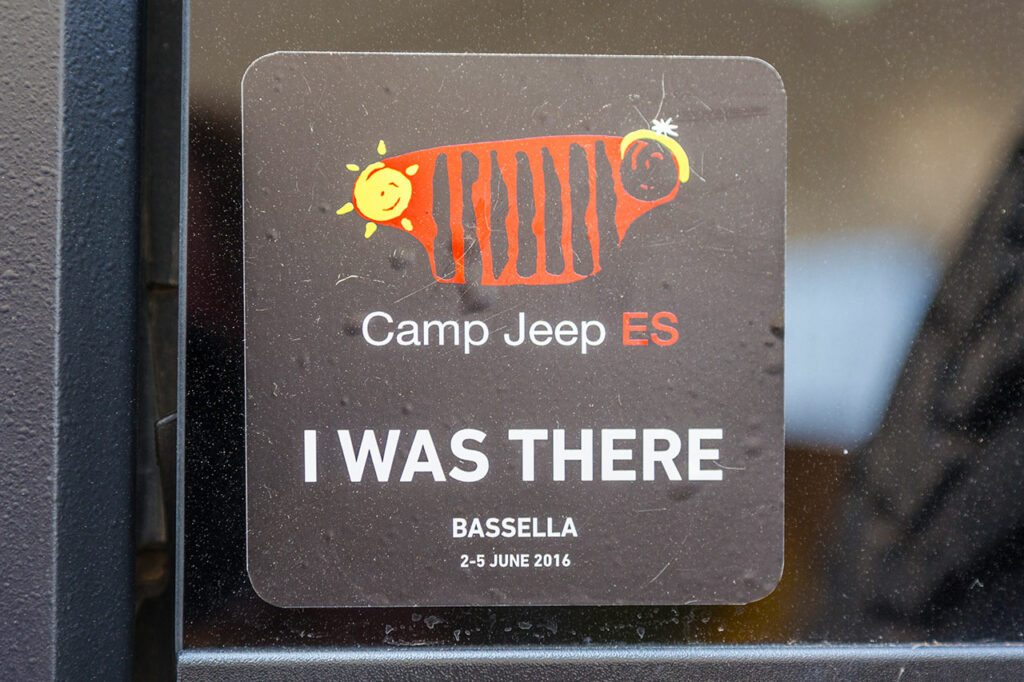 Camp Jeep ES
I WAS THERE
BASSELLA
2-5 JUNE 2016